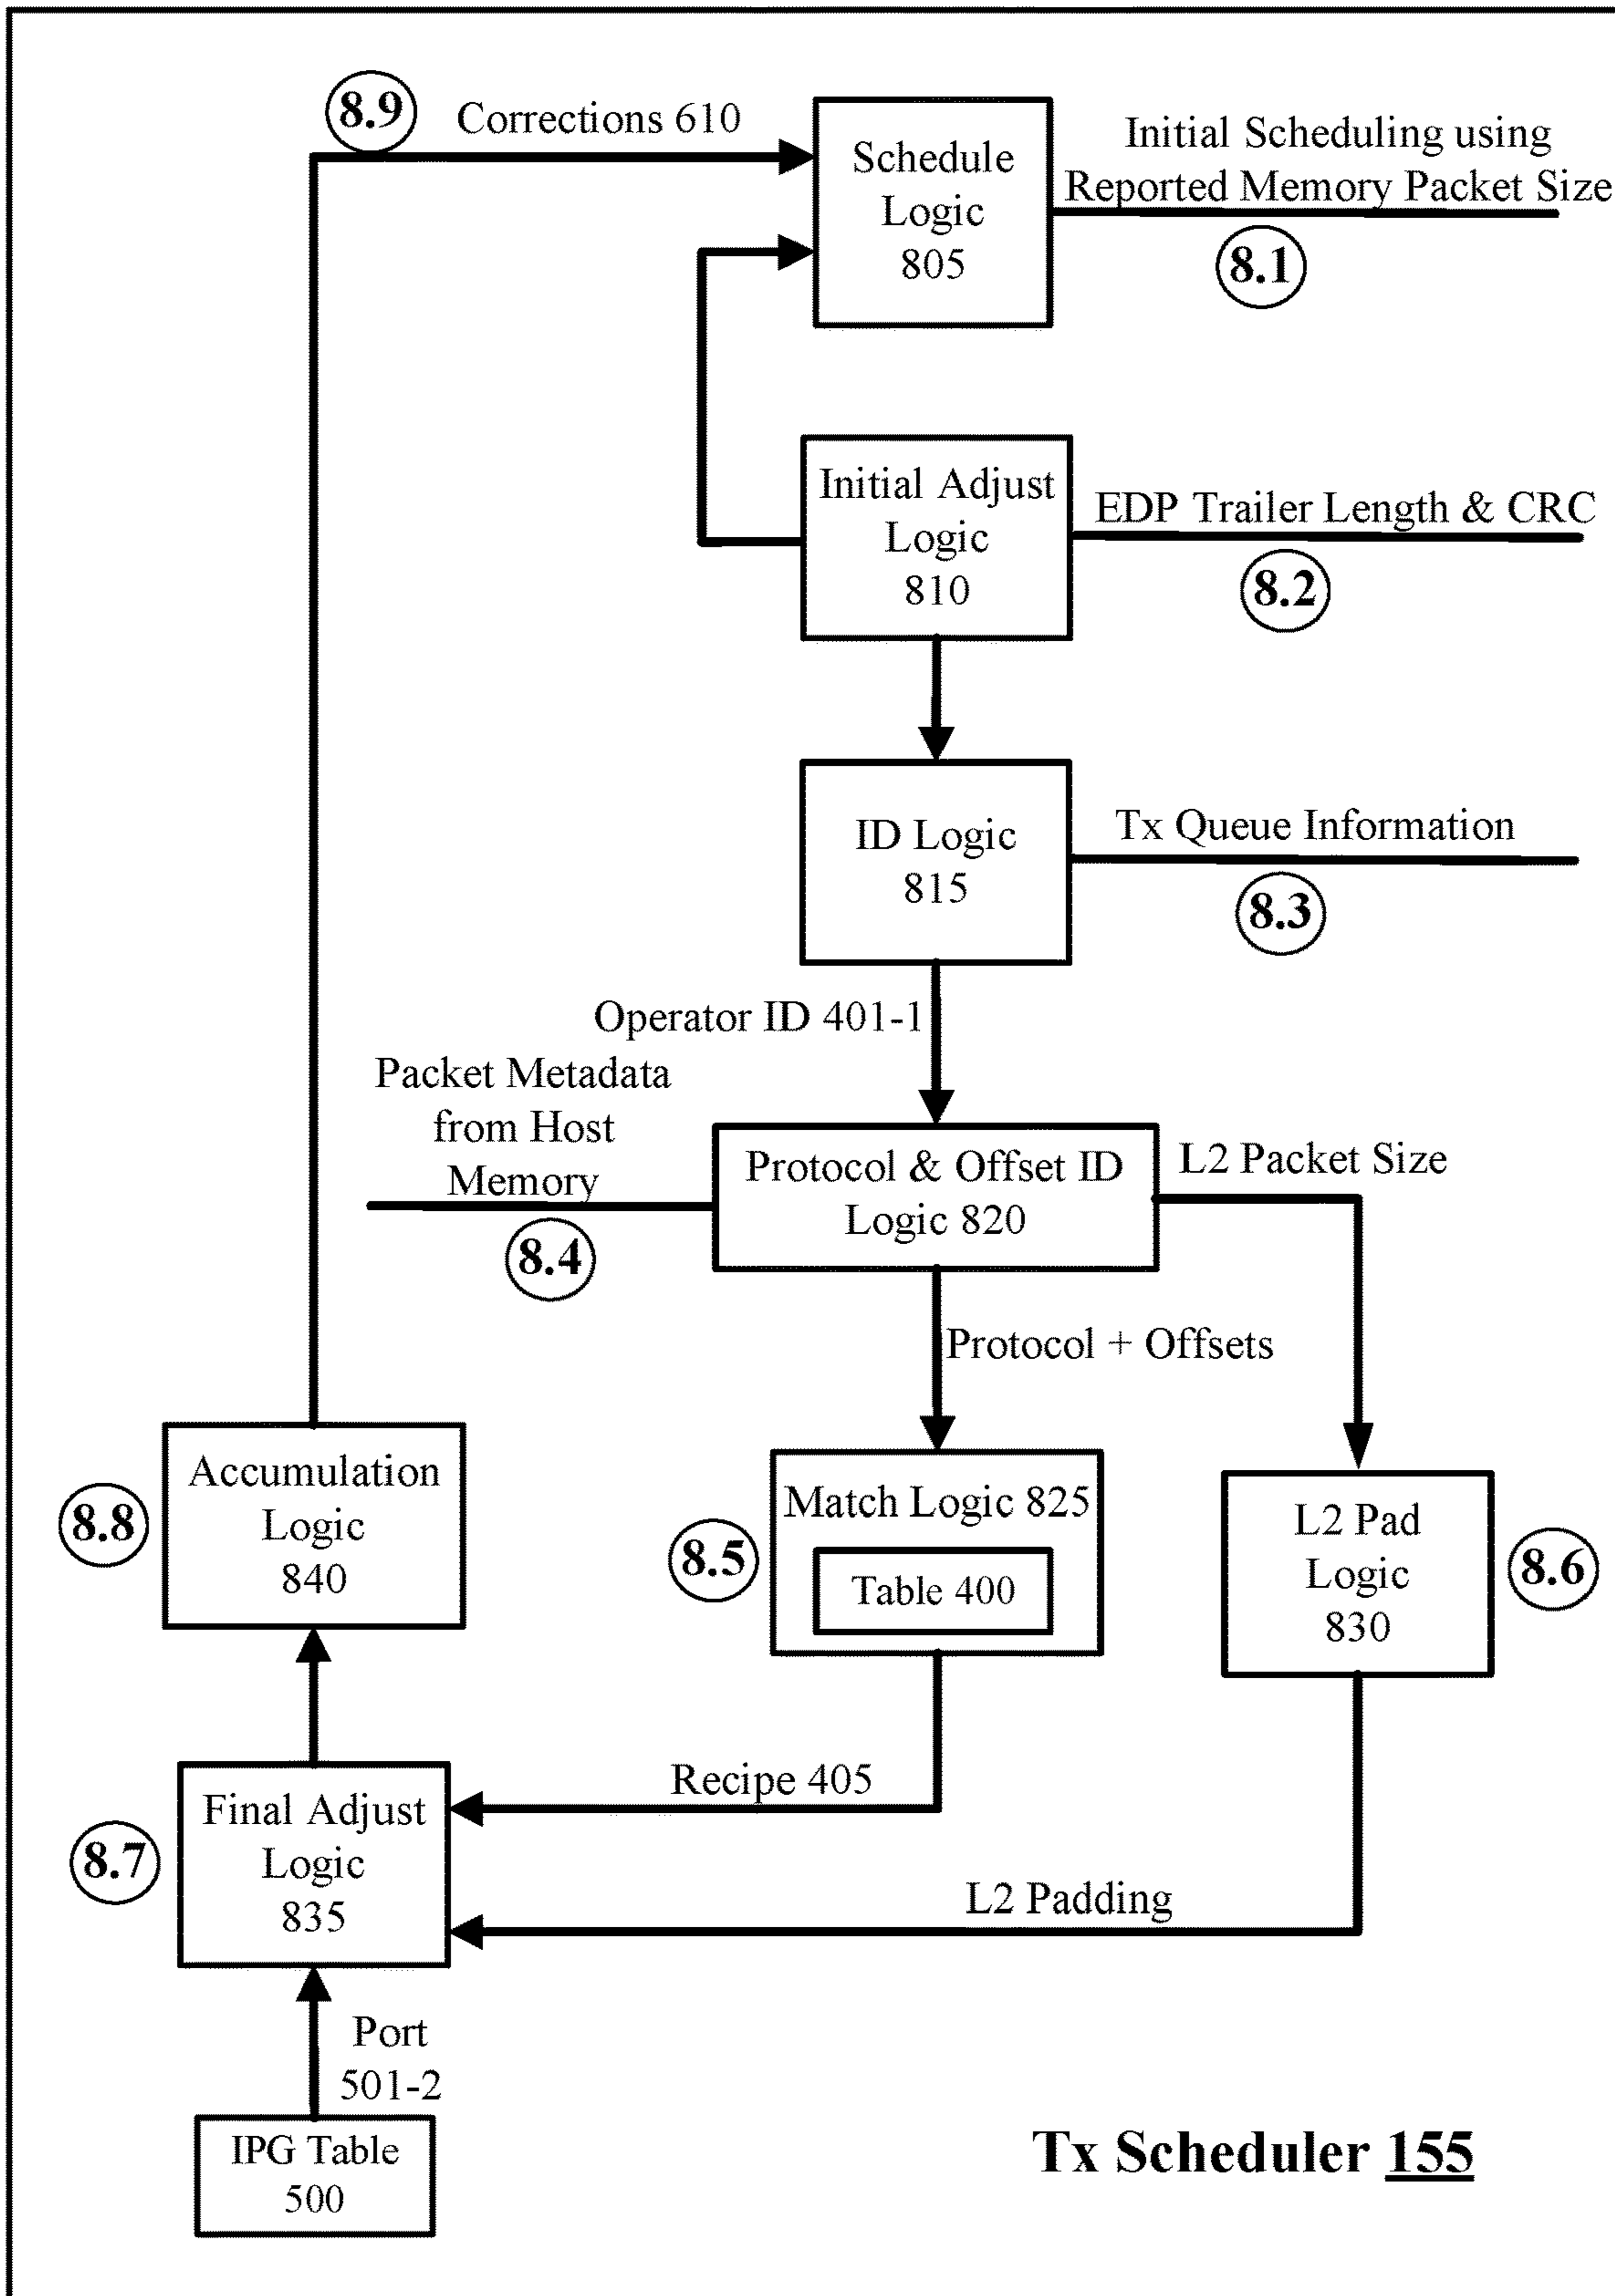 8.9
Corrections 610
Schedule
Logic
805
Initial Scheduling using
Reported Memory Packet Size
8.1
Initial Adjust
Logic
810
EDP Trailer Length & CRC
8.2
ID Logic
815
Tx Queue Information
8.3
Operator ID 401-1
Packet Metadata
from Host
Memory
8.4
Protocol & Offset ID
Logic 820
L2 Packet Size
Protocol + Offsets
Accumulation
Logic
840
8.8
Match Logic 825
Table 400
8.5
L2 Pad
Logic
830
8.6
Recipe 405
Final Adjust
Logic
835
8.7
L2 Padding
Port
501-2
IPG Table
500
Tx Scheduler 155